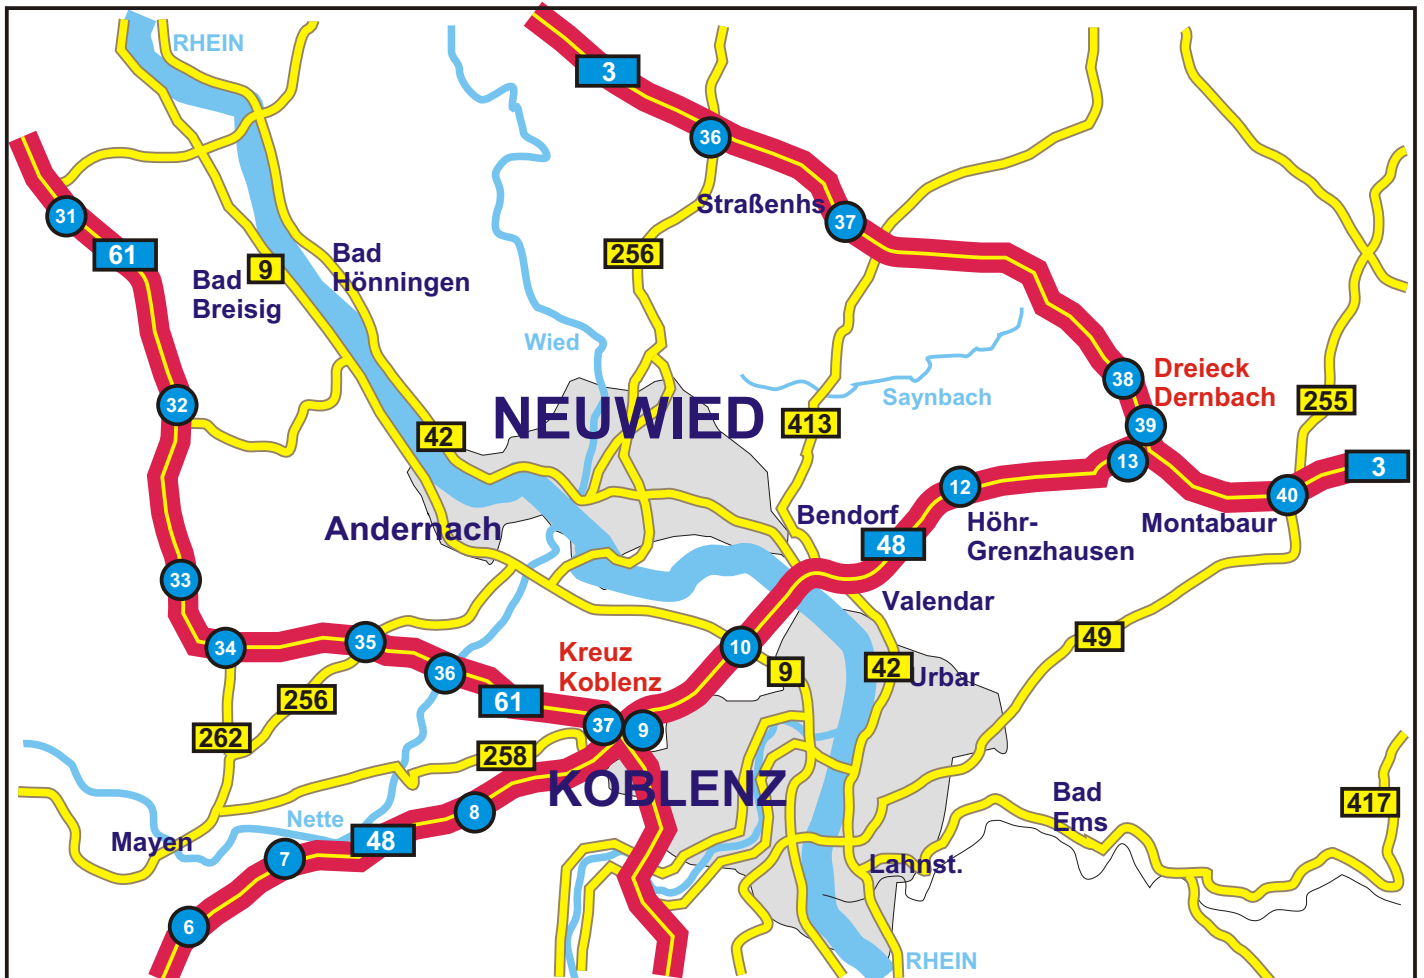 RHEIN
3
36
31
61
Bad
Breisig
9
Bad
Hönningen
256
Straßenhs
37
Wied
Saynbach
38
Dreieck
Dernbach
39
255
32
42
NEUWIED
413
13
3
12
40
Andernach
Bendorf
48
Höhr-
Grenzhausen
Montabaur
33
Valendar
34
35
36
10
49
Kreuz
Koblenz
9
42
Urbar
256
61
37
9
262
258
KOBLENZ
Bad
Ems
417
Mayen
Nette
48
8
7
Lahnst.
6
RHEIN